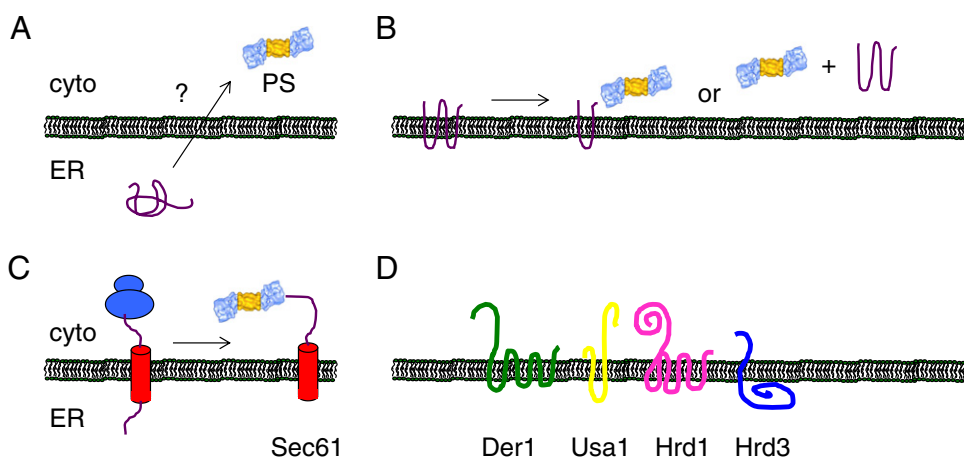 A
cyto
?
PS
ER
B
or
+
C
cyto
ER
Sec61
D
Der1 Usa1 Hrd1 Hrd3